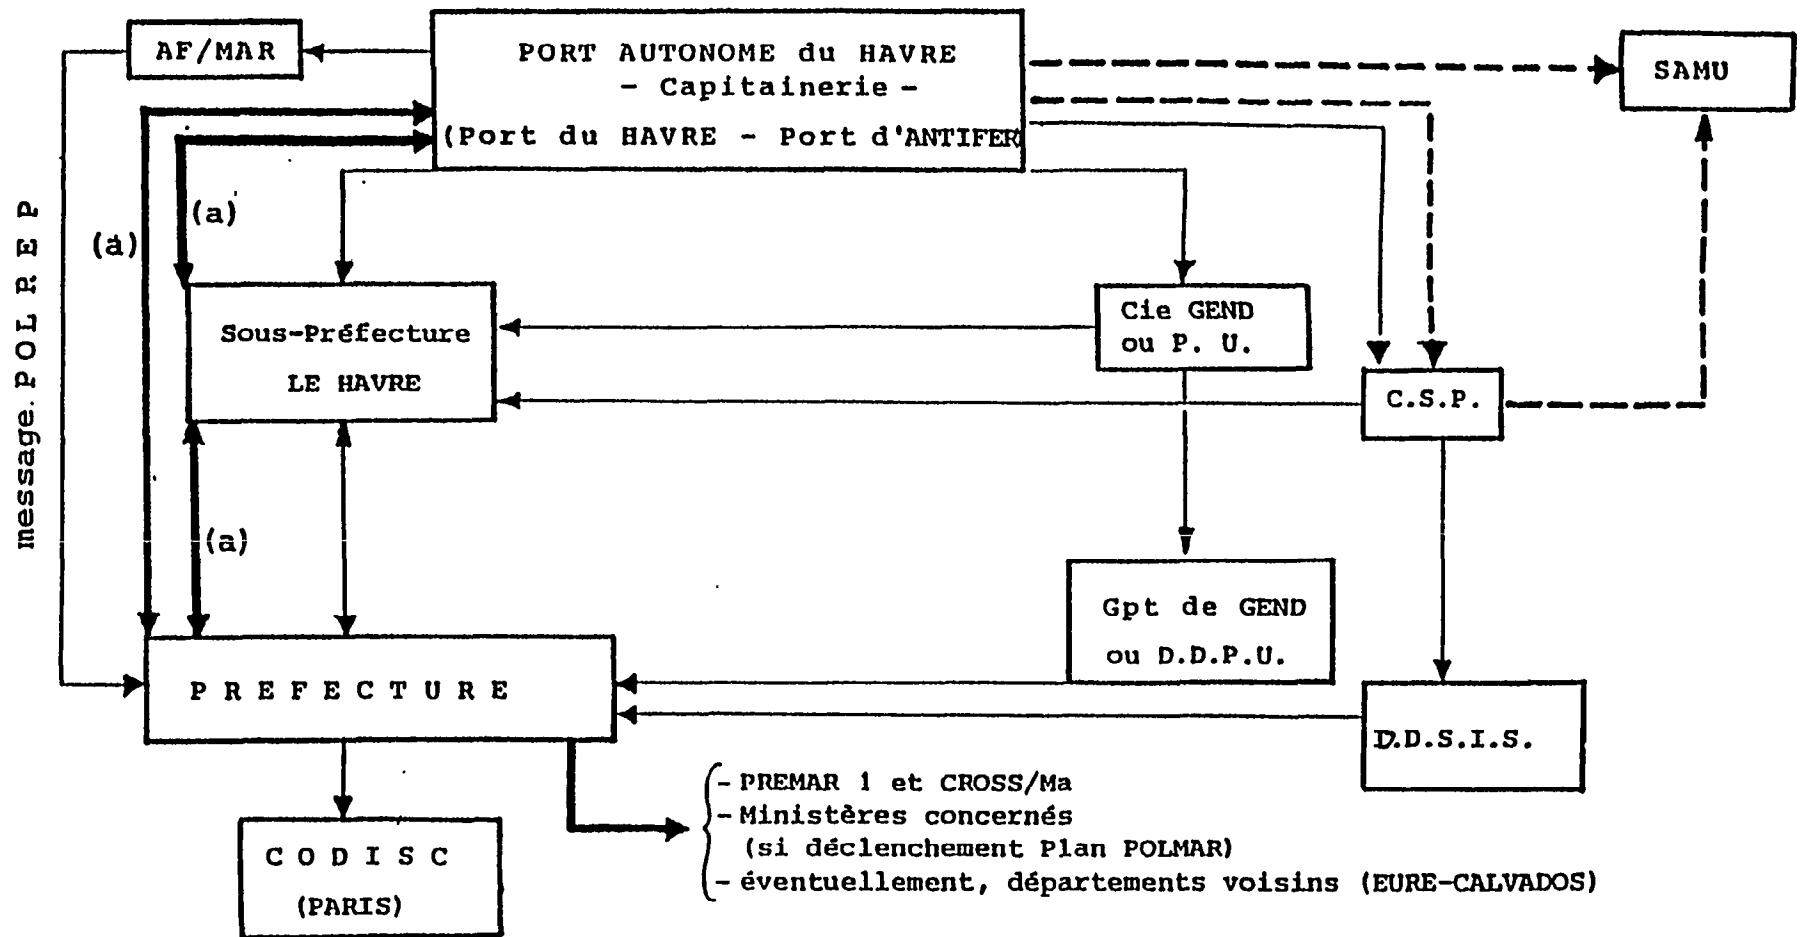 AF/MAR
PORT AUTONOME du HAVRE
- Capitainerie -
(Port du HAVRE - Port d'ANTIFER)
SAMU
message.POLREP
(a)
(a)
Sous-Préfecture
LE HAVRE
Cie GEND
ou P. U.
C.S.P.
(a)
Gpt de GEND
ou D.D.P.U.
P R E F E C T U R E
D.D.S.I.S.
- PREMAR 1 et CROSS/Ma
- Ministères concernés
(si déclenchement Plan POLMAR)
- éventuellement, départements voisins (EURE-CALVADOS)
C O D I S C
(PARIS)